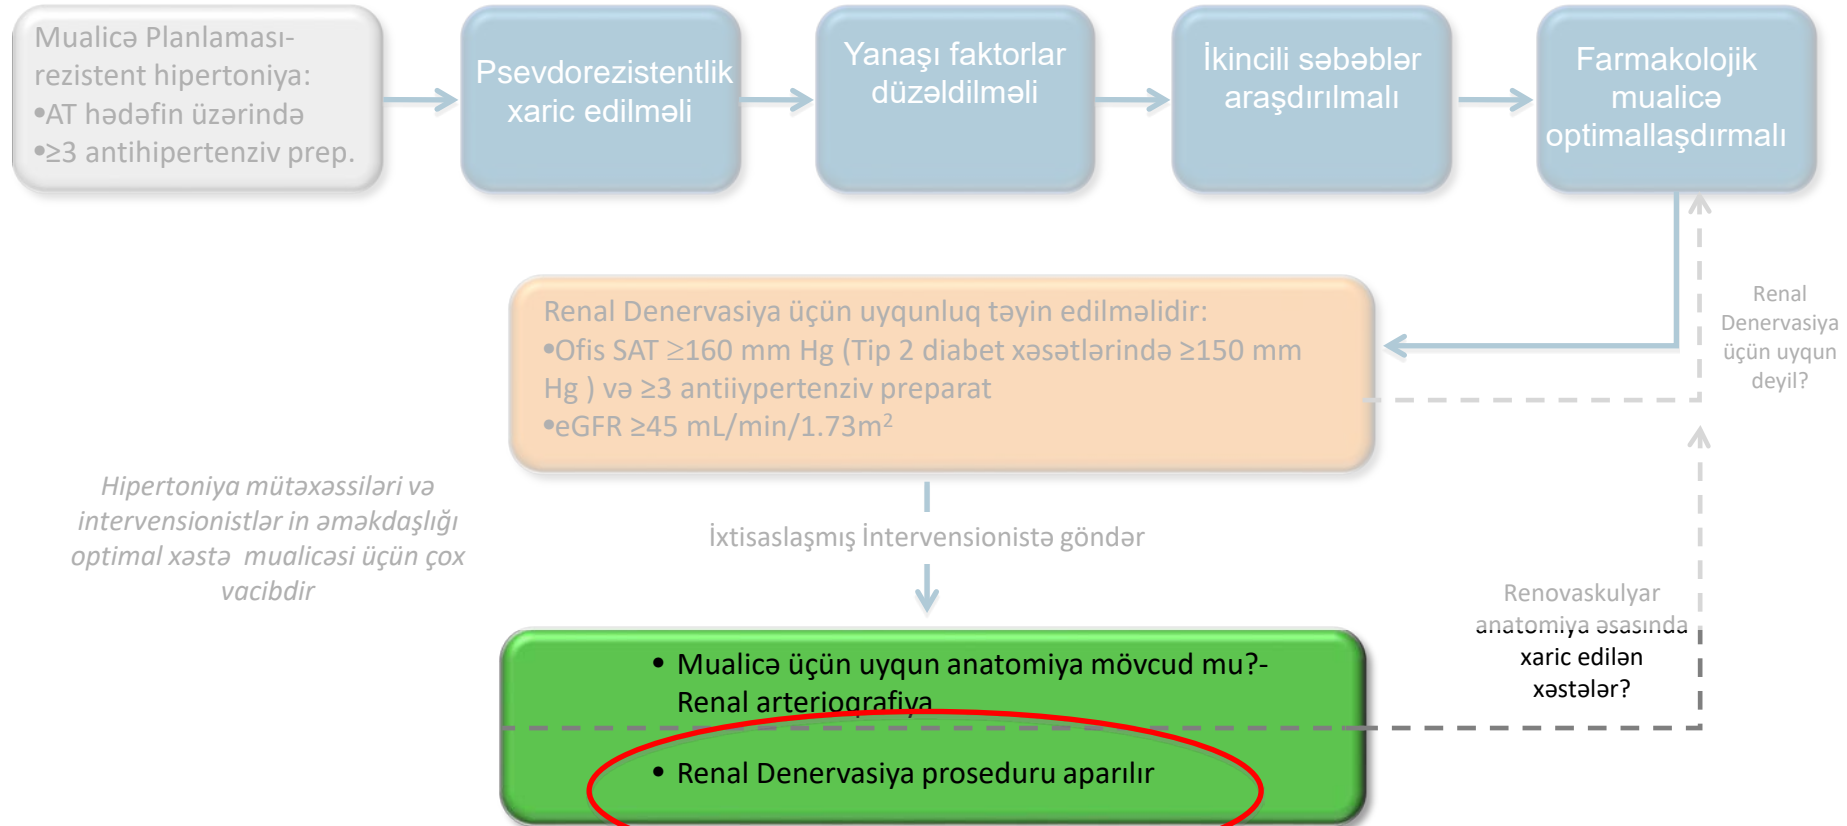 Mualicə Planlaması-
rezistent hipertoniya:
•AT hədəfin üzərində
•≥3 antihipertenziv prep.
Psevdorezistentlik
xaric edilməli
Yanaşı faktorlar
düzəldilməli
İkincili səbəblər
araşdırılmalı
Farmakolojik
mualicə
optimallaşdırmalı
Renal Denervasiya üçün uyqunluq təyin edilməlidir:
•Ofis SAT ≥160 mm Hg (Tip 2 diabet xəsətlərində ≥150 mm
Hg ) və ≥3 antiiypertenziv preparat
•eGFR ≥45 mL/min/1.73m²
Renal
Denervasiya
üçün uyqun
deyil?
Hipertoniya mütəxəssiləri və
intervensionistlər in əməkdaşlığı
optimal xəstə mualicəsi üçün çox
vacibdir
İxtisaslaşmış İntervensionistə göndər
Renovaskulyar
anatomiya əsasında
xaric edilən
xəstələr?
• Mualicə üçün uyqun anatomiya mövcud mu?-
Renal arterioqrafiya
• Renal Denervasiya proseduru aparılır